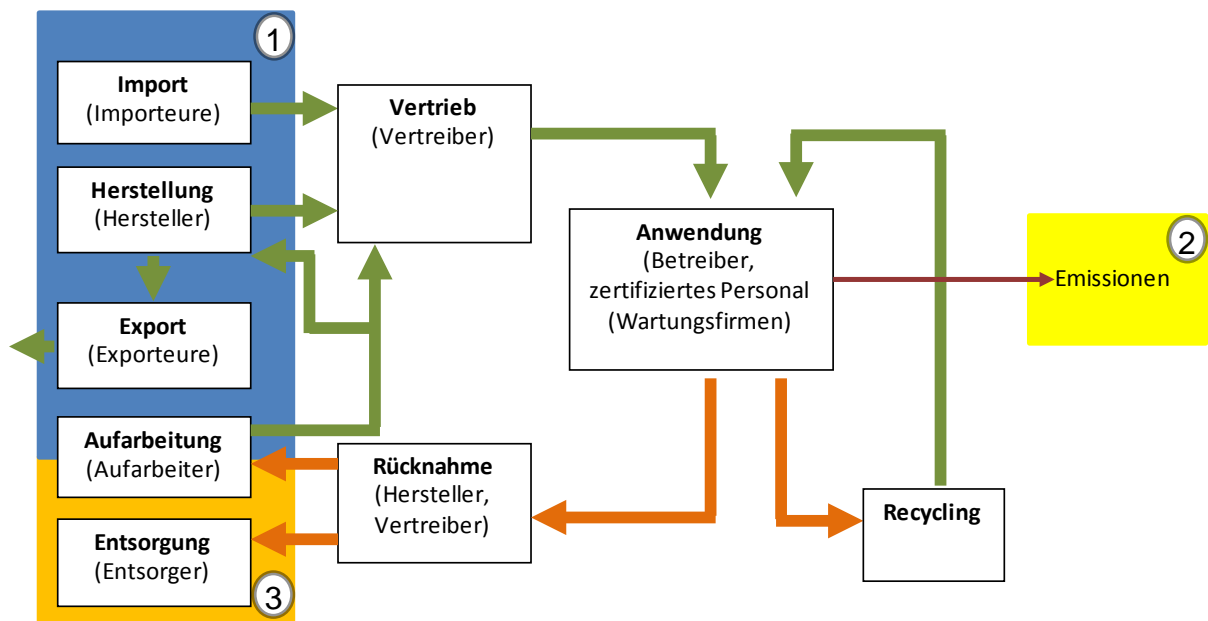 1
Import
(Importeure)
Herstellung
(Hersteller)
Export
(Exporteure)
Aufarbeitung
(Aufarbeiter)
Entsorgung
(Entsorger)
3
Vertrieb
(Vertreiber)
Rücknahme
(Hersteller,
Vertreiber)
Anwendung
(Betreiber,
zertifiziertes Personal
(Wartungsfirmen)
Recycling
2
Emissionen